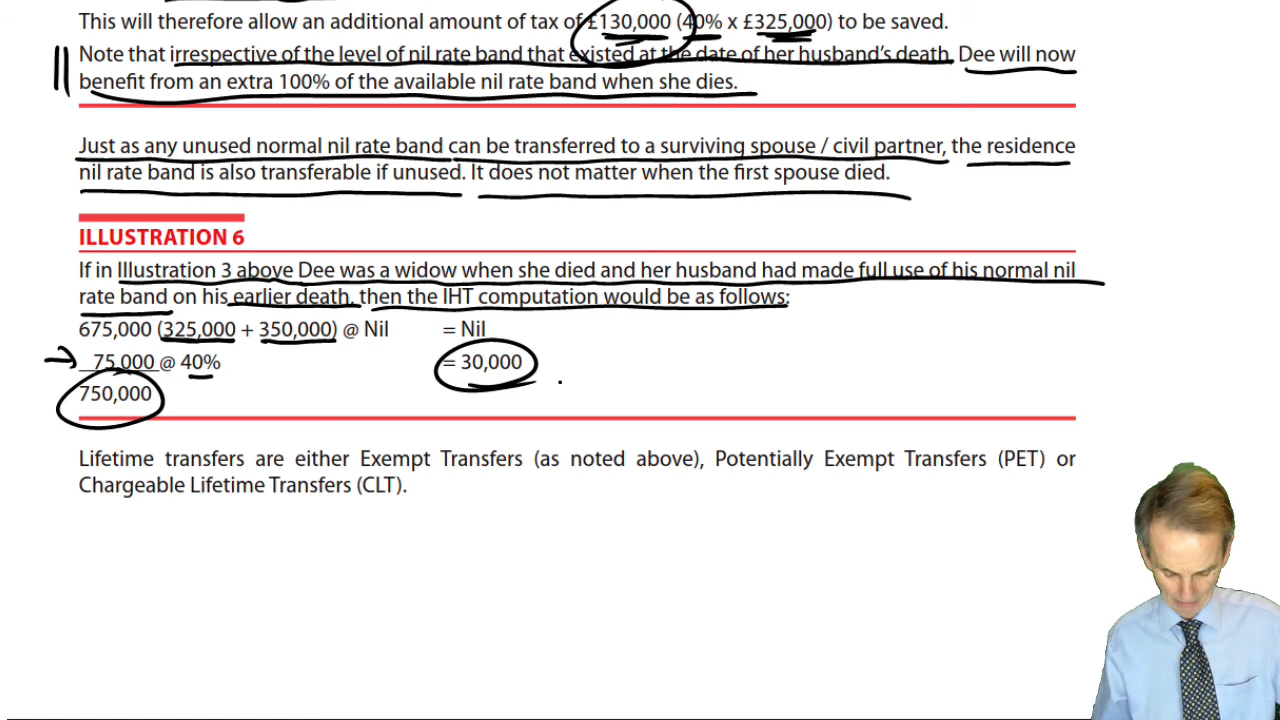 This will therefore allow an additional amount of tax of £130,000 (40% x £325,000) to be saved.
Note that irrespective of the level of nil rate band that existed at the date of her husband's death. Dee will now
benefit from an extra 100% of the available nil rate band when she dies.
Just as any unused normal nil rate band can be transferred to a surviving spouse / civil partner, the residence
nil rate band is also transferable if unused. It does not matter when the first spouse died.
ILLUSTRATION 6
If in Illustration 3 above Dee was a widow when she died and her husband had made full use of his normal nil
rate band on his earlier death, then the IHT computation would be as follows:
675,000 (325,000 + 350,000) @ Nil = Nil
75,000 @ 40% = 30,000
750,000
Lifetime transfers are either Exempt Transfers (as noted above), Potentially Exempt Transfers (PET) or
Chargeable Lifetime Transfers (CLT).